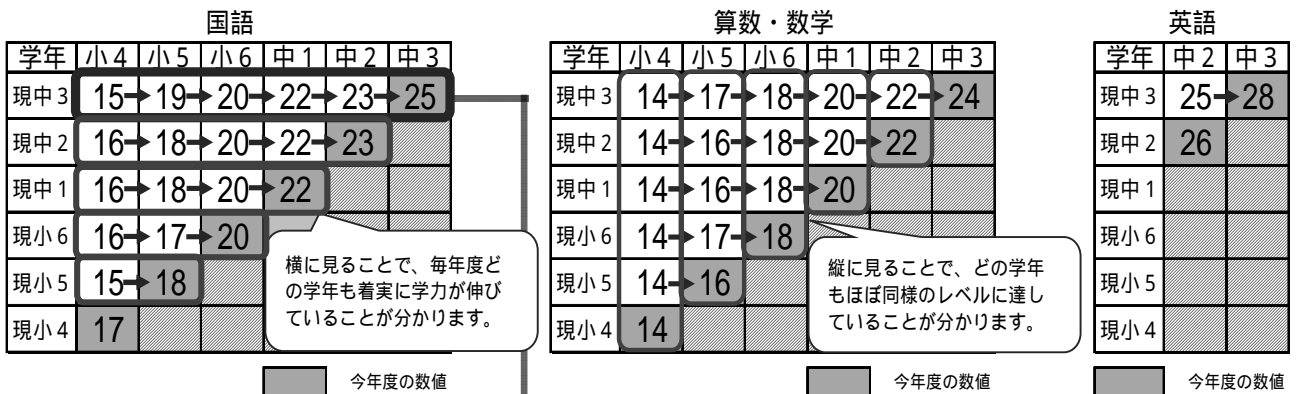 国語
学年 小4 小5 小6 中1 中2 中3
現中3 15 19 20 22 23 25
現中2 16 18 20 22 23
現中1 16 18 20 22
現小6 16 17 20
現小5 15 18
現小4 17
横に見ることで、毎年度ど
の学年も着実に学力が伸び
ていることが分かります。
今年度の数値
算数・数学
学年 小4 小5 小6 中1 中2 中3
現中3 14 17 18 20 22 24
現中2 14 16 18 20 22
現中1 14 16 18 20
現小6 14 17 18
現小5 14 16
現小4 14
縦に見ることで、どの学年
もほぼ同様のレベルに達し
ていることが分かります。
今年度の数値
英語
学年 中2 中3
現中3 25 28
現中2 26
現中1
現小6
現小5
現小4
今年度の数値